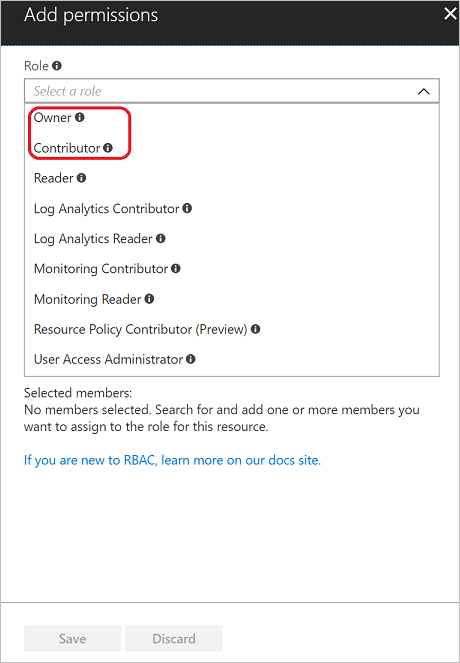 Add permissions
Role
Select a role
Owner
Contributor
Reader
Log Analytics Contributor
Log Analytics Reader
Monitoring Contributor
Monitoring Reader
Resource Policy Contributor (Preview)
User Access Administrator
Selected members:
No members selected. Search for and add one or more members you
want to assign to the role for this resource.
If you are new to RBAC, learn more on our docs site.
Save Discard